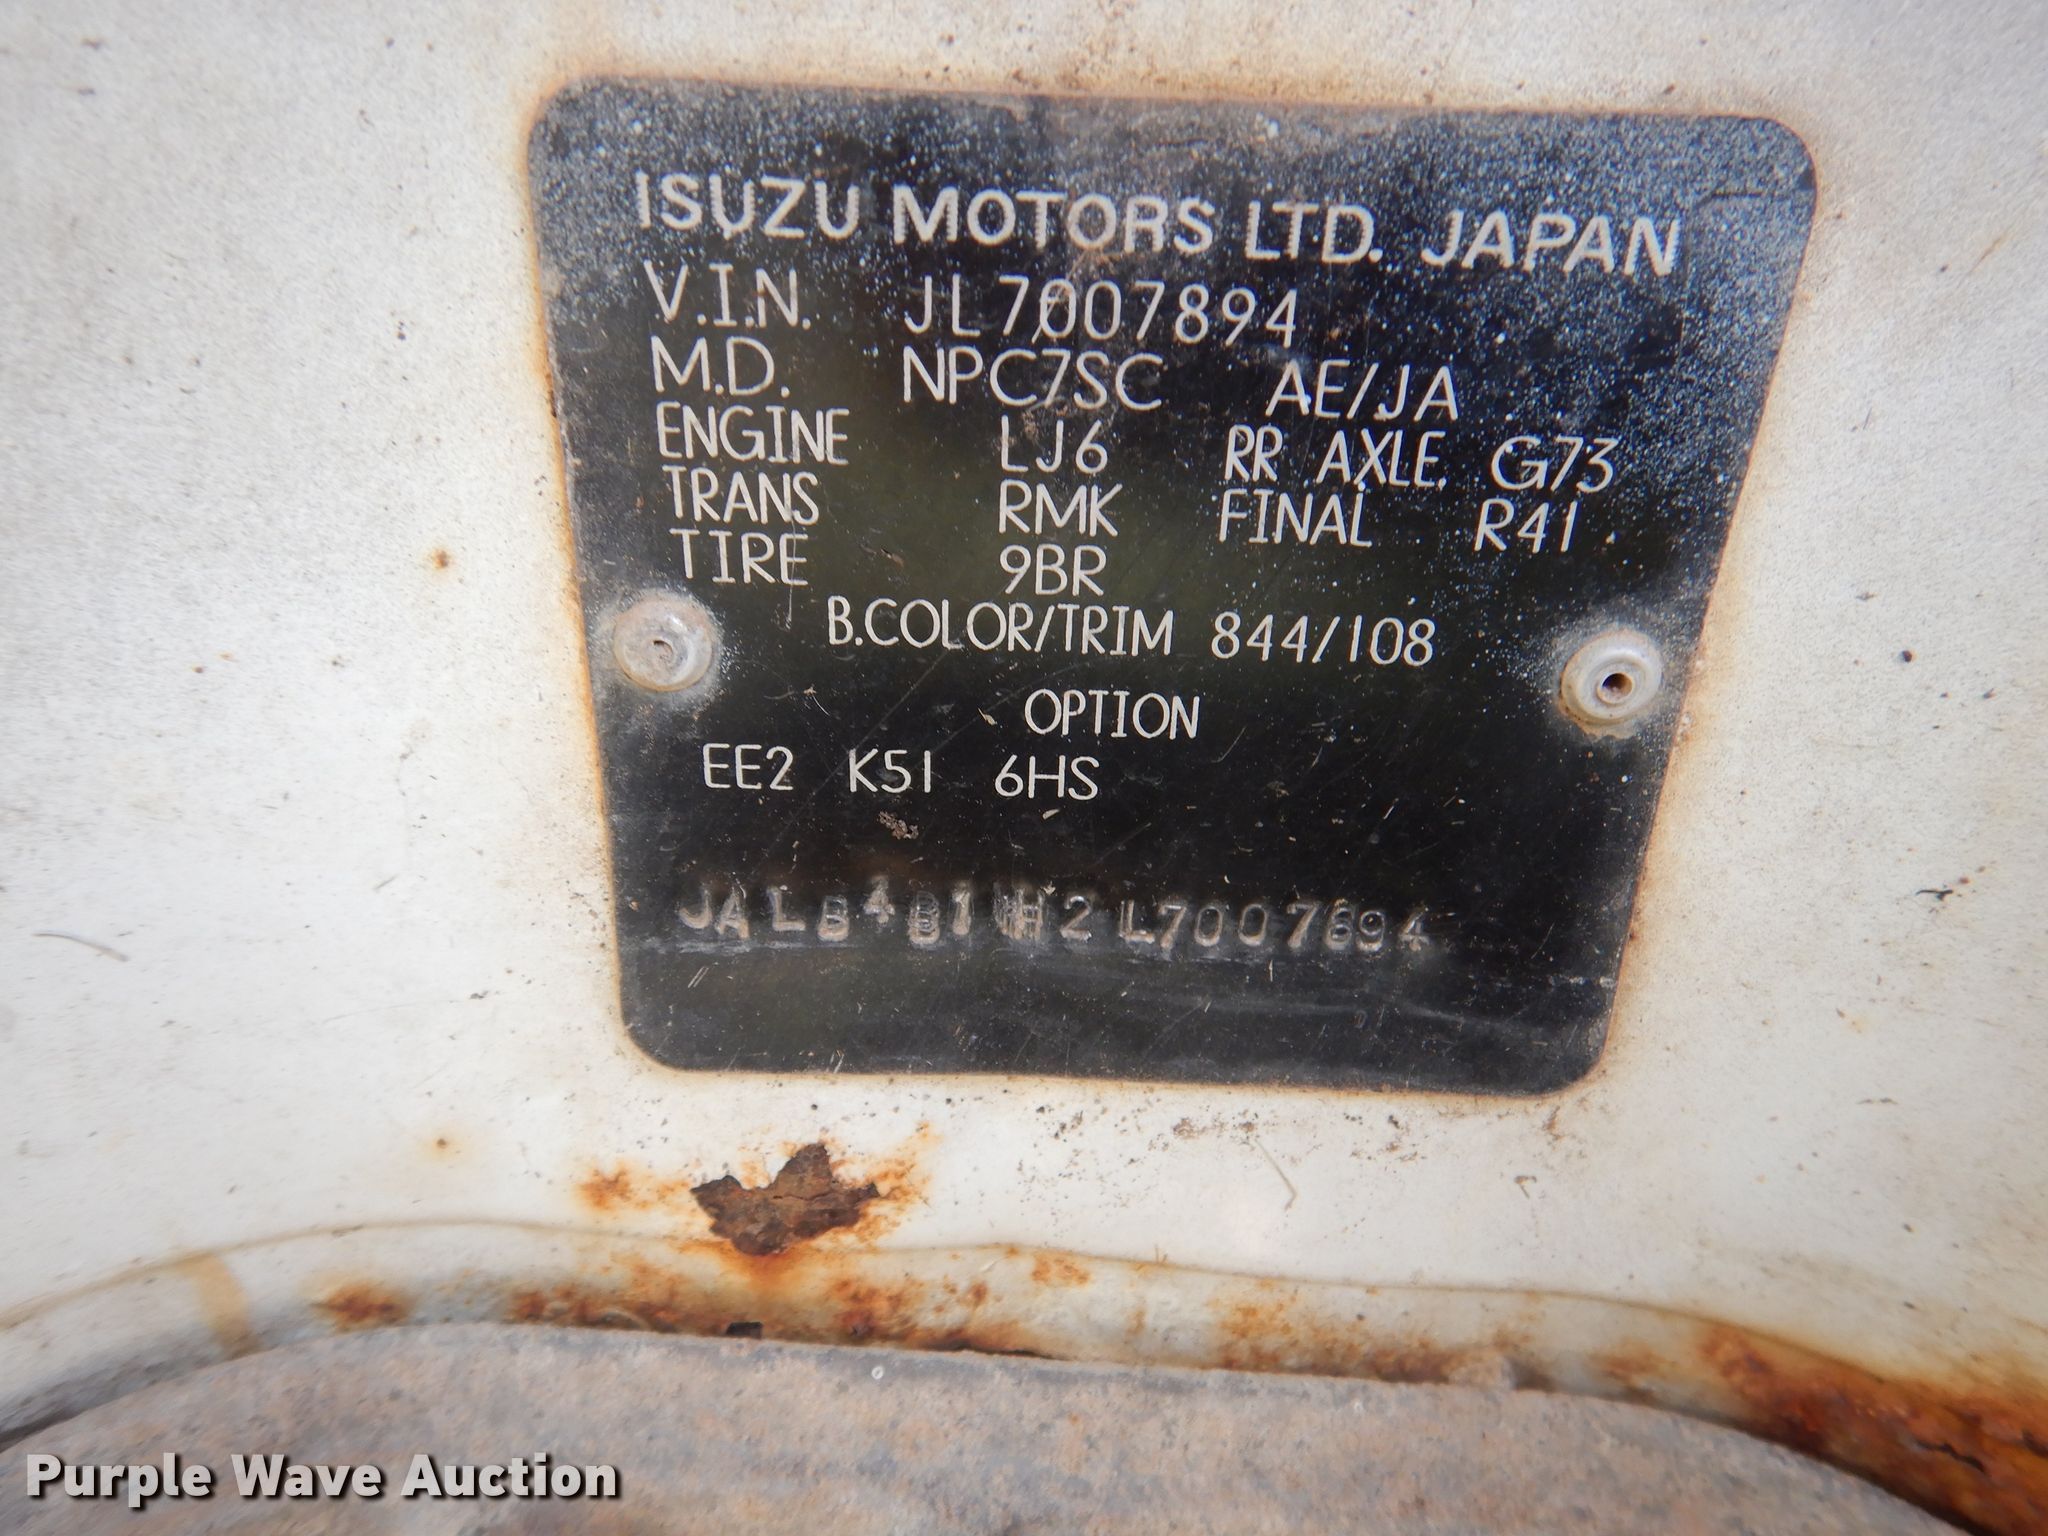 ISUZU MOTORS LTD. JAPAN
V.I.N. JL7007894
M.D. NPC7SC AE/JA
ENGINE LJ6 RR AXLE. G73
TRANS RMK FINAL R41
TIRE 9BR
B.COLOR/TRIM 844/108
OPTION
EE2 K51 6HS
JALB4B1H2L7007894
Purple Wave Auction